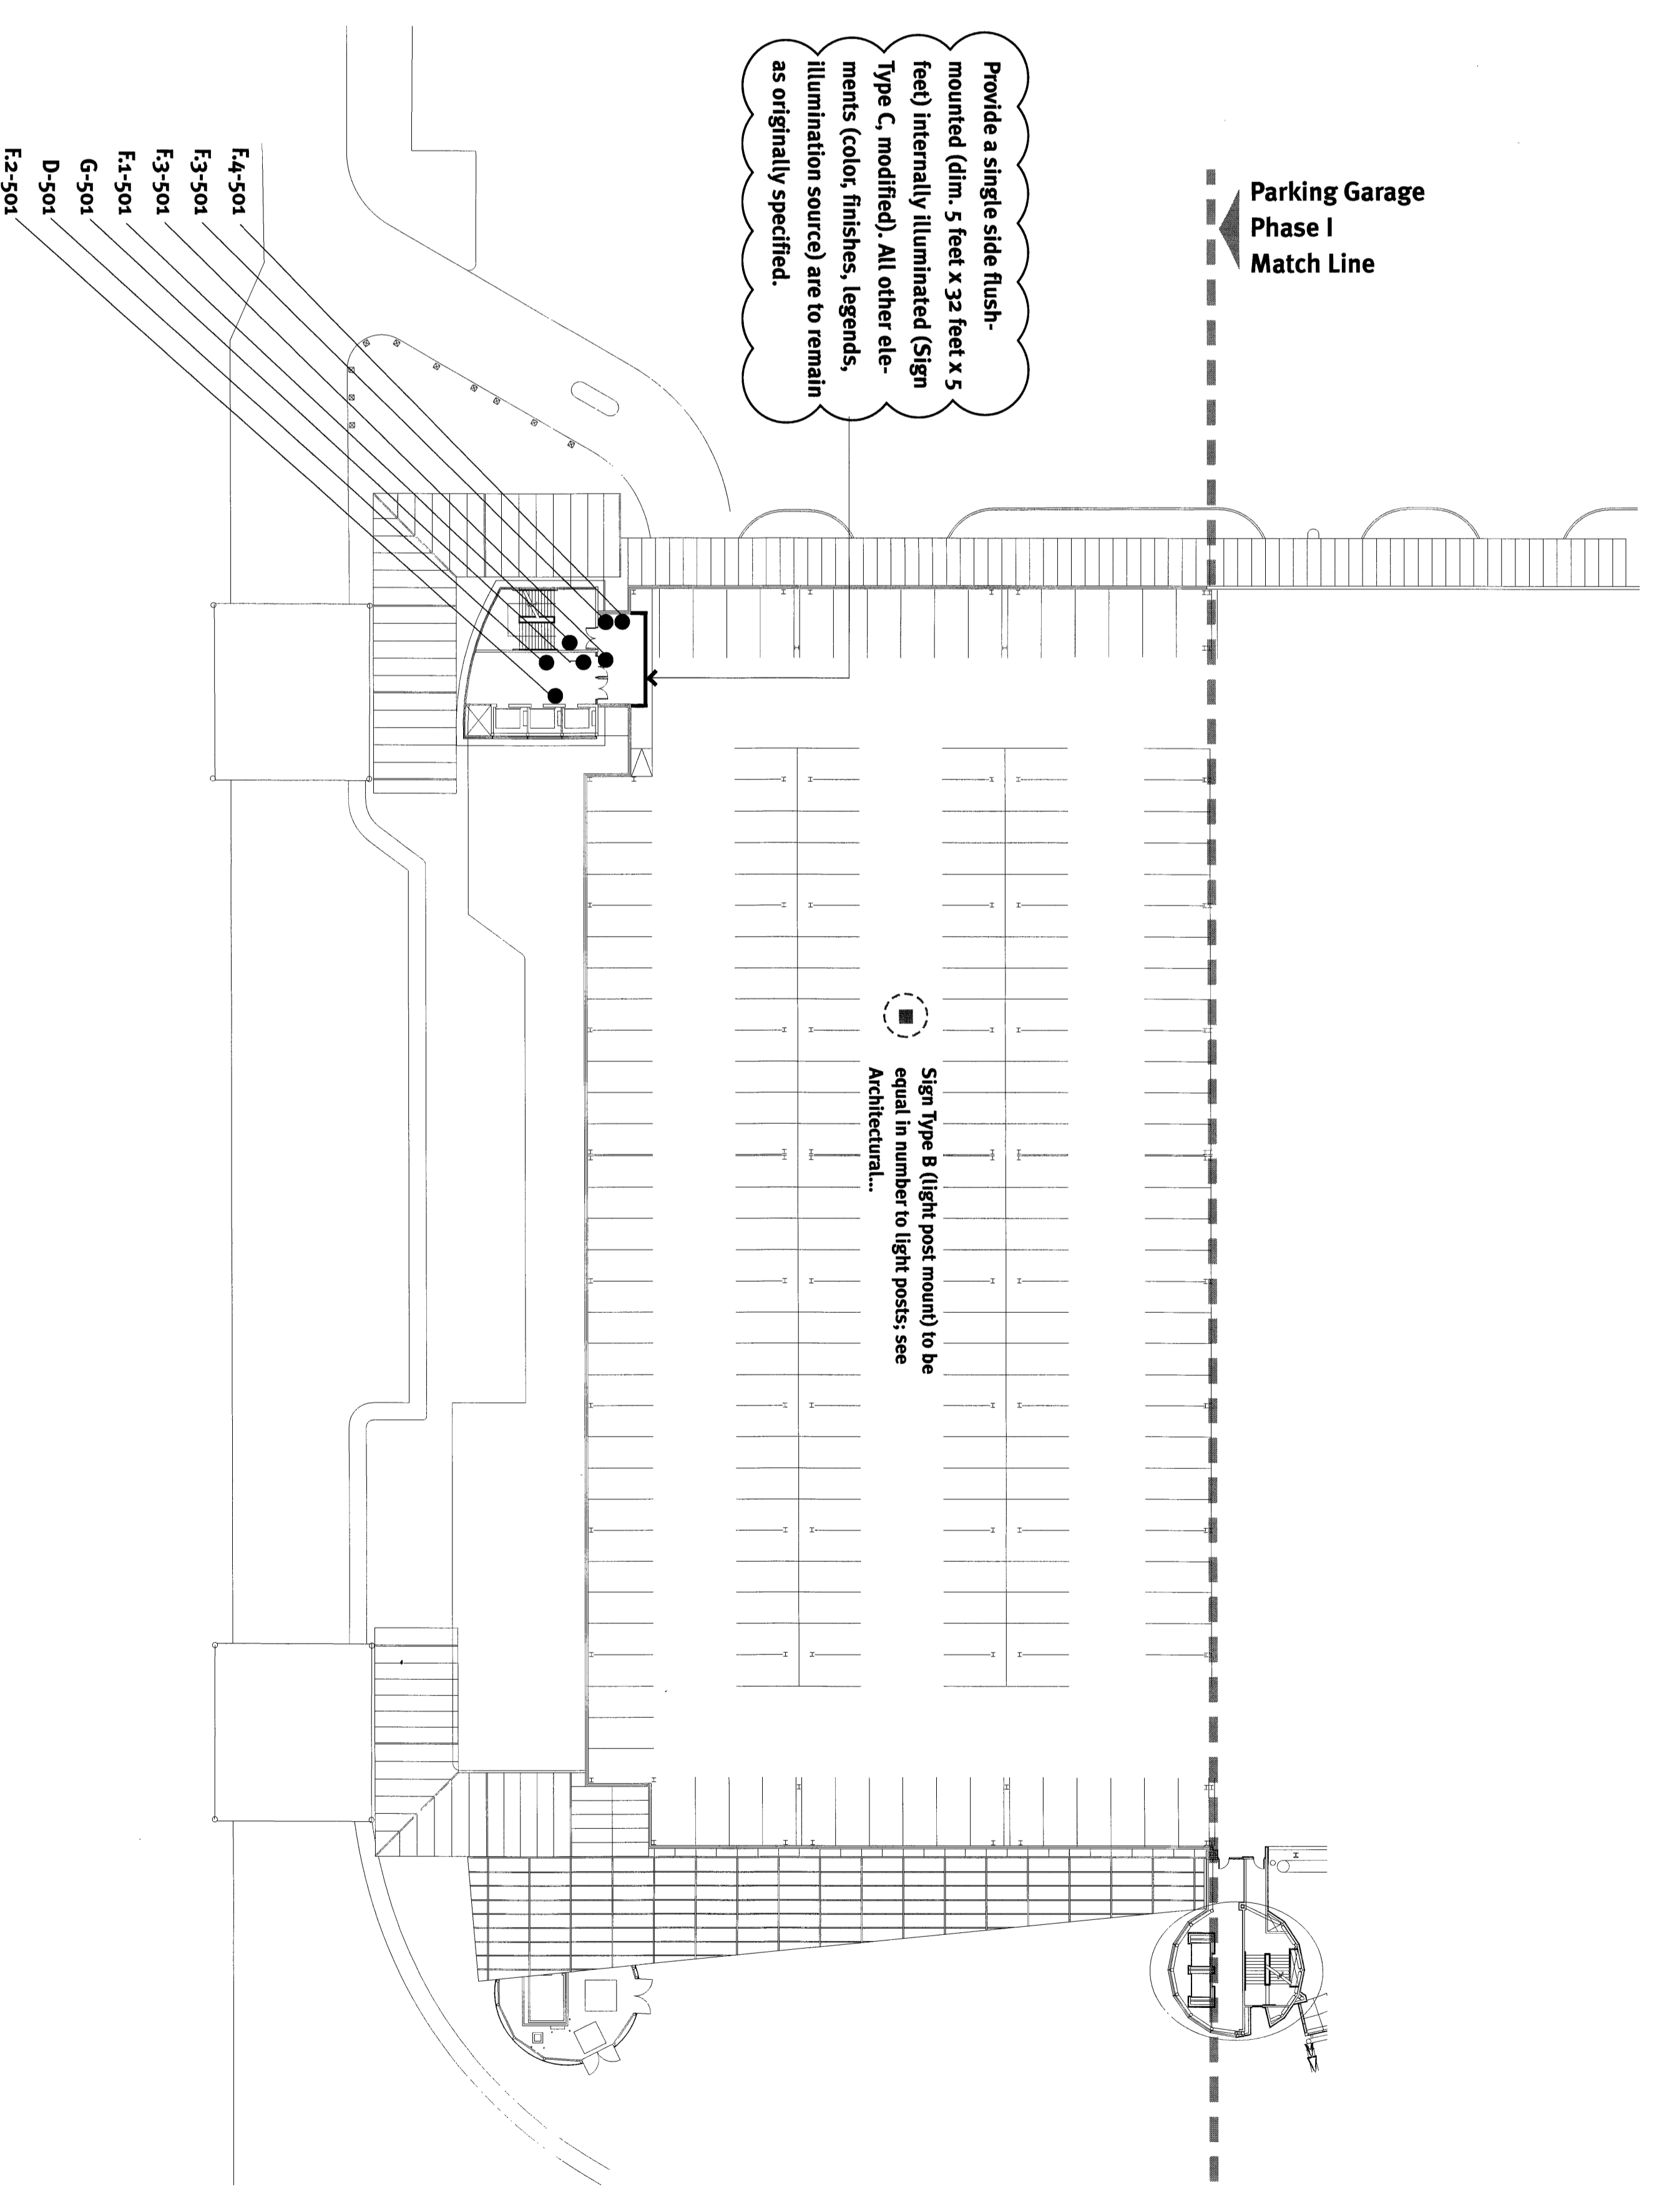 Parking Garage
Phase I
Match Line
Provide a single side flush-
mounted (dim. 5 feet x 32 feet x 5
feet) internally illuminated (Sign
Type C, modified). All other ele-
ments (color, finishes, legends,
illumination source) are to remain
as originally specified.
F.4-501
F.3-501
F.3-501
F.1-501
G-501
D-501
F.2-501
Sign Type B (light post mount) to be
equal in number to light posts; see
Architectural...